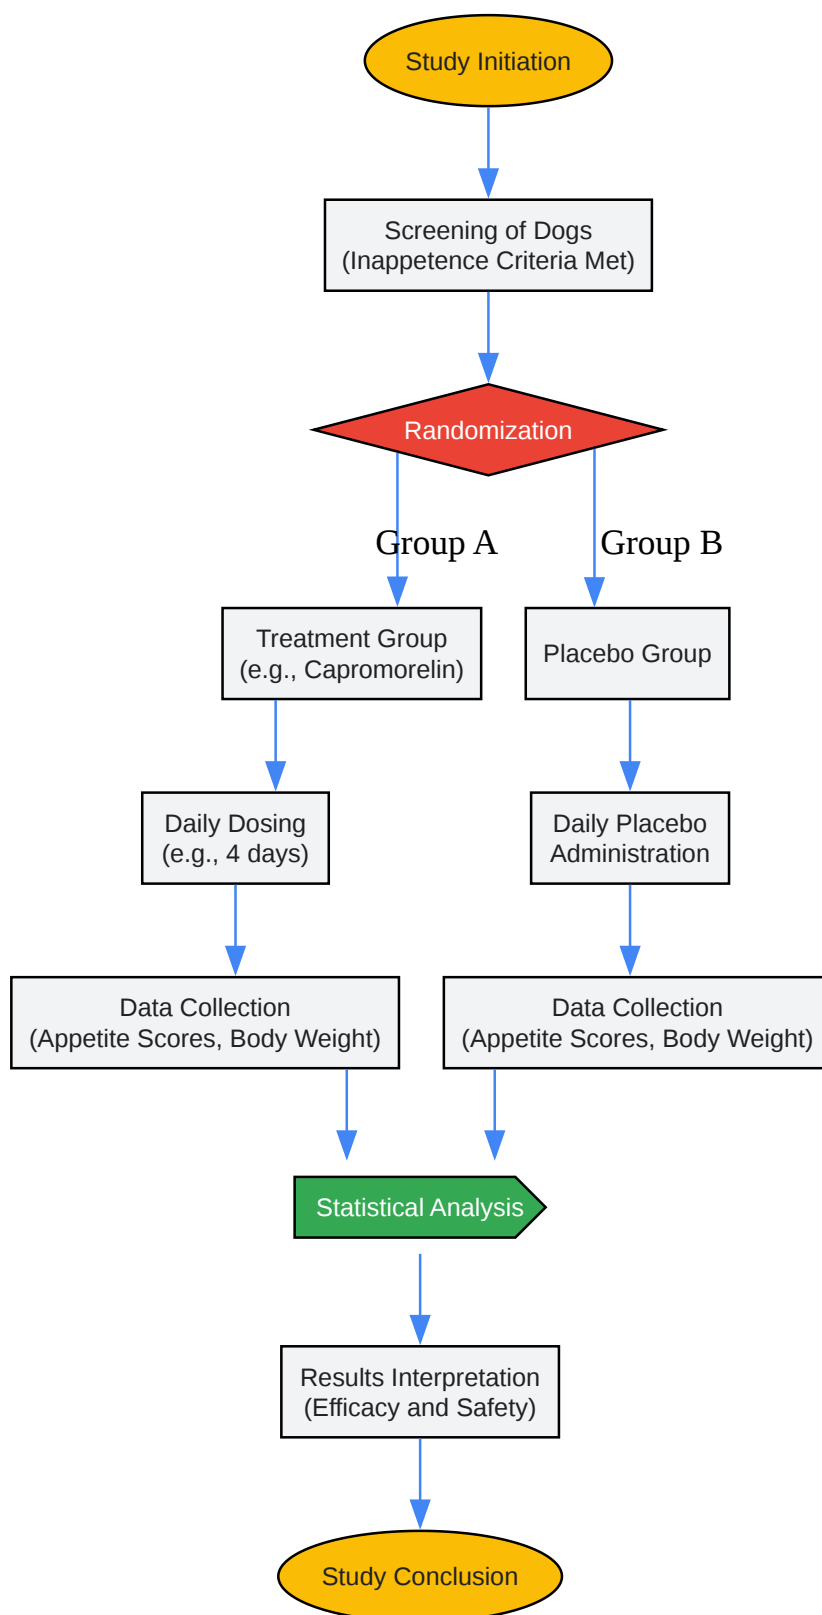 Study Initiation
Screening of Dogs
(Inappetence Criteria Met)
Randomization
Group A
Group B
Treatment Group
(e.g., Capromorelin)
Placebo Group
Daily Dosing
(e.g., 4 days)
Daily Placebo
Administration
Data Collection
(Appetite Scores, Body Weight)
Data Collection
(Appetite Scores, Body Weight)
Statistical Analysis
Results Interpretation
(Efficacy and Safety)
Study Conclusion